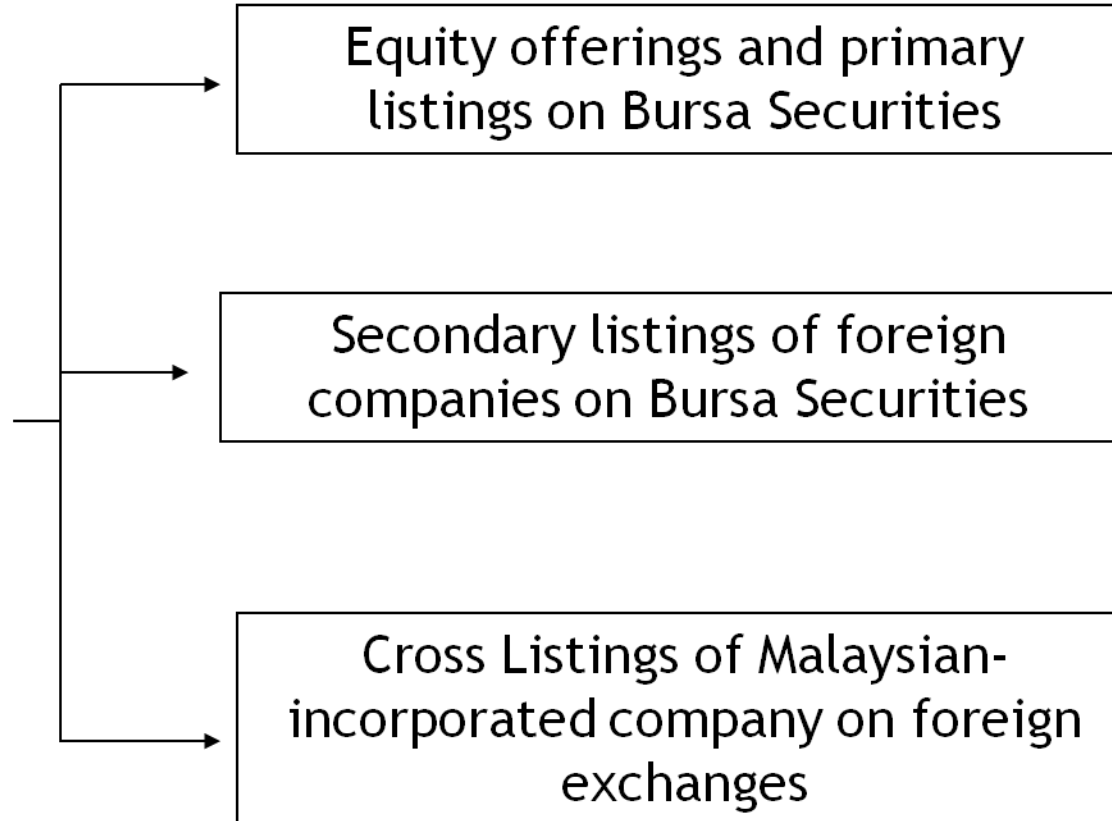 Equity offerings and primary
listings on Bursa Securities
Secondary listings of foreign
companies on Bursa Securities
Cross Listings of Malaysian-
incorporated company on foreign
exchanges